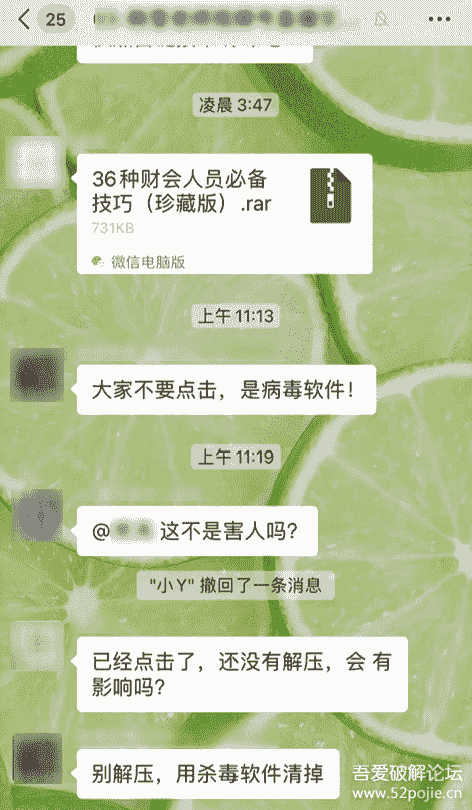 25
凌晨 3:47
36种财会人员必备
技巧（珍藏版）.rar
731KB
微信电脑版
上午 11:13
大家不要点击，是病毒软件！
上午 11:19
@ 这不是害人吗？
"小Y" 撤回了一条消息
已经点击了，还没有解压，会 有
影响吗？
别解压，用杀毒软件清掉
吾爱破解论坛
www.52pojie.cn